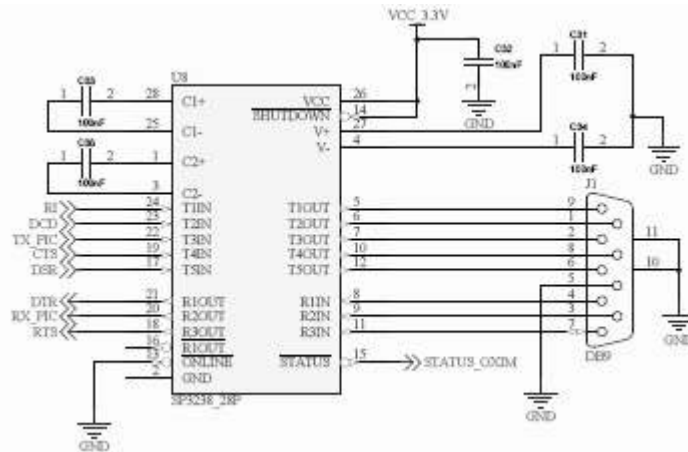 VCC_3.3V
C32
100nF
2
GND
C31
1 2
100nF
C34
1 2
100nF
GND
U8
C33
1 2
100nF
28 C1+
25 C1-
1 2
100nF
1 C2+
3 C2-
VCC 26
SHUTDOWN 14
V+ 27
V- 4
RI 24 T1IN T1OUT 5
DCD 23 T2IN T2OUT 6
TX_PIC 22 T3IN T3OUT 7
CTS 19 T4IN T4OUT 10
DSR 17 T5IN T5OUT 12
DTR 21 R1OUT R1IN 8
RX_PIC 20 R2OUT R2IN 9
RTS 18 R3OUT R3IN 11
16 R1OUT
13 ONLINE STATUS 15 STATUS_OXIM
2 GND
SP3238_28P
GND
J1
9
1
2
8
6
5
4
3
7
11
10
DB9
GND
GND